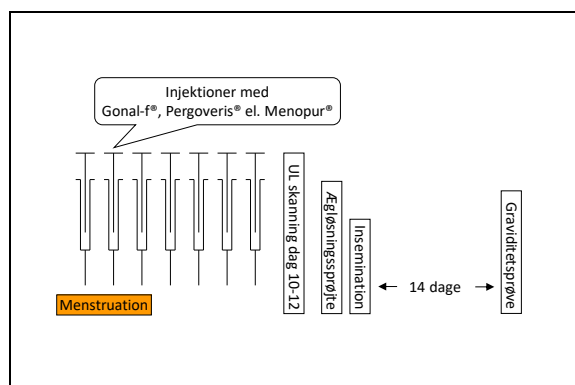 Injektioner med
Gonal-f®, Pergoveris® el. Menopur®
UL skanning dag 10-12
Ægløsningssprøjte
Insemination
Graviditetsprøve
14 dage
Menstruation